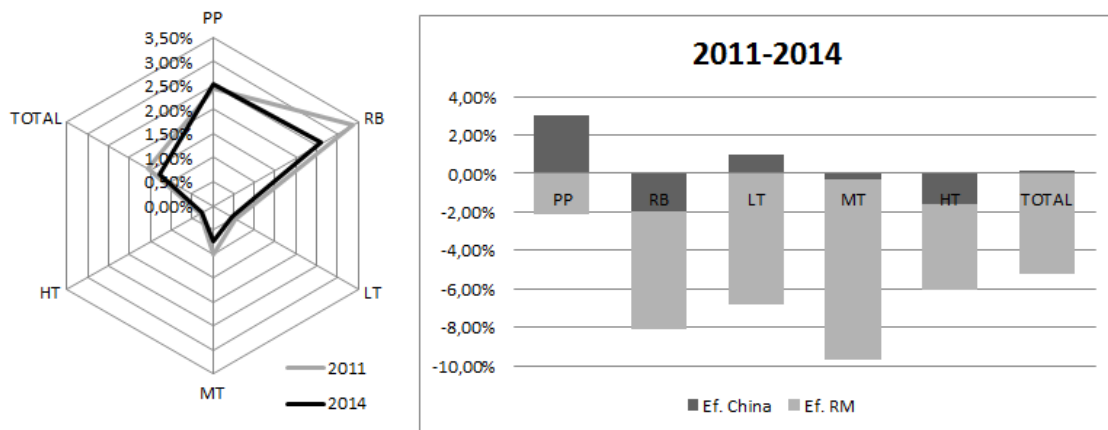 PP
3,50%
3,00%
2,50%
2,00%
1,50%
1,00%
0,50%
0,00%
TOTAL
RB
HT
LT
MT
2011
2014
2011-2014
4,00%
2,00%
0,00%
-2,00%
-4,00%
-6,00%
-8,00%
-10,00%
PP RB LT MT HT TOTAL
Ef. China Ef. RM